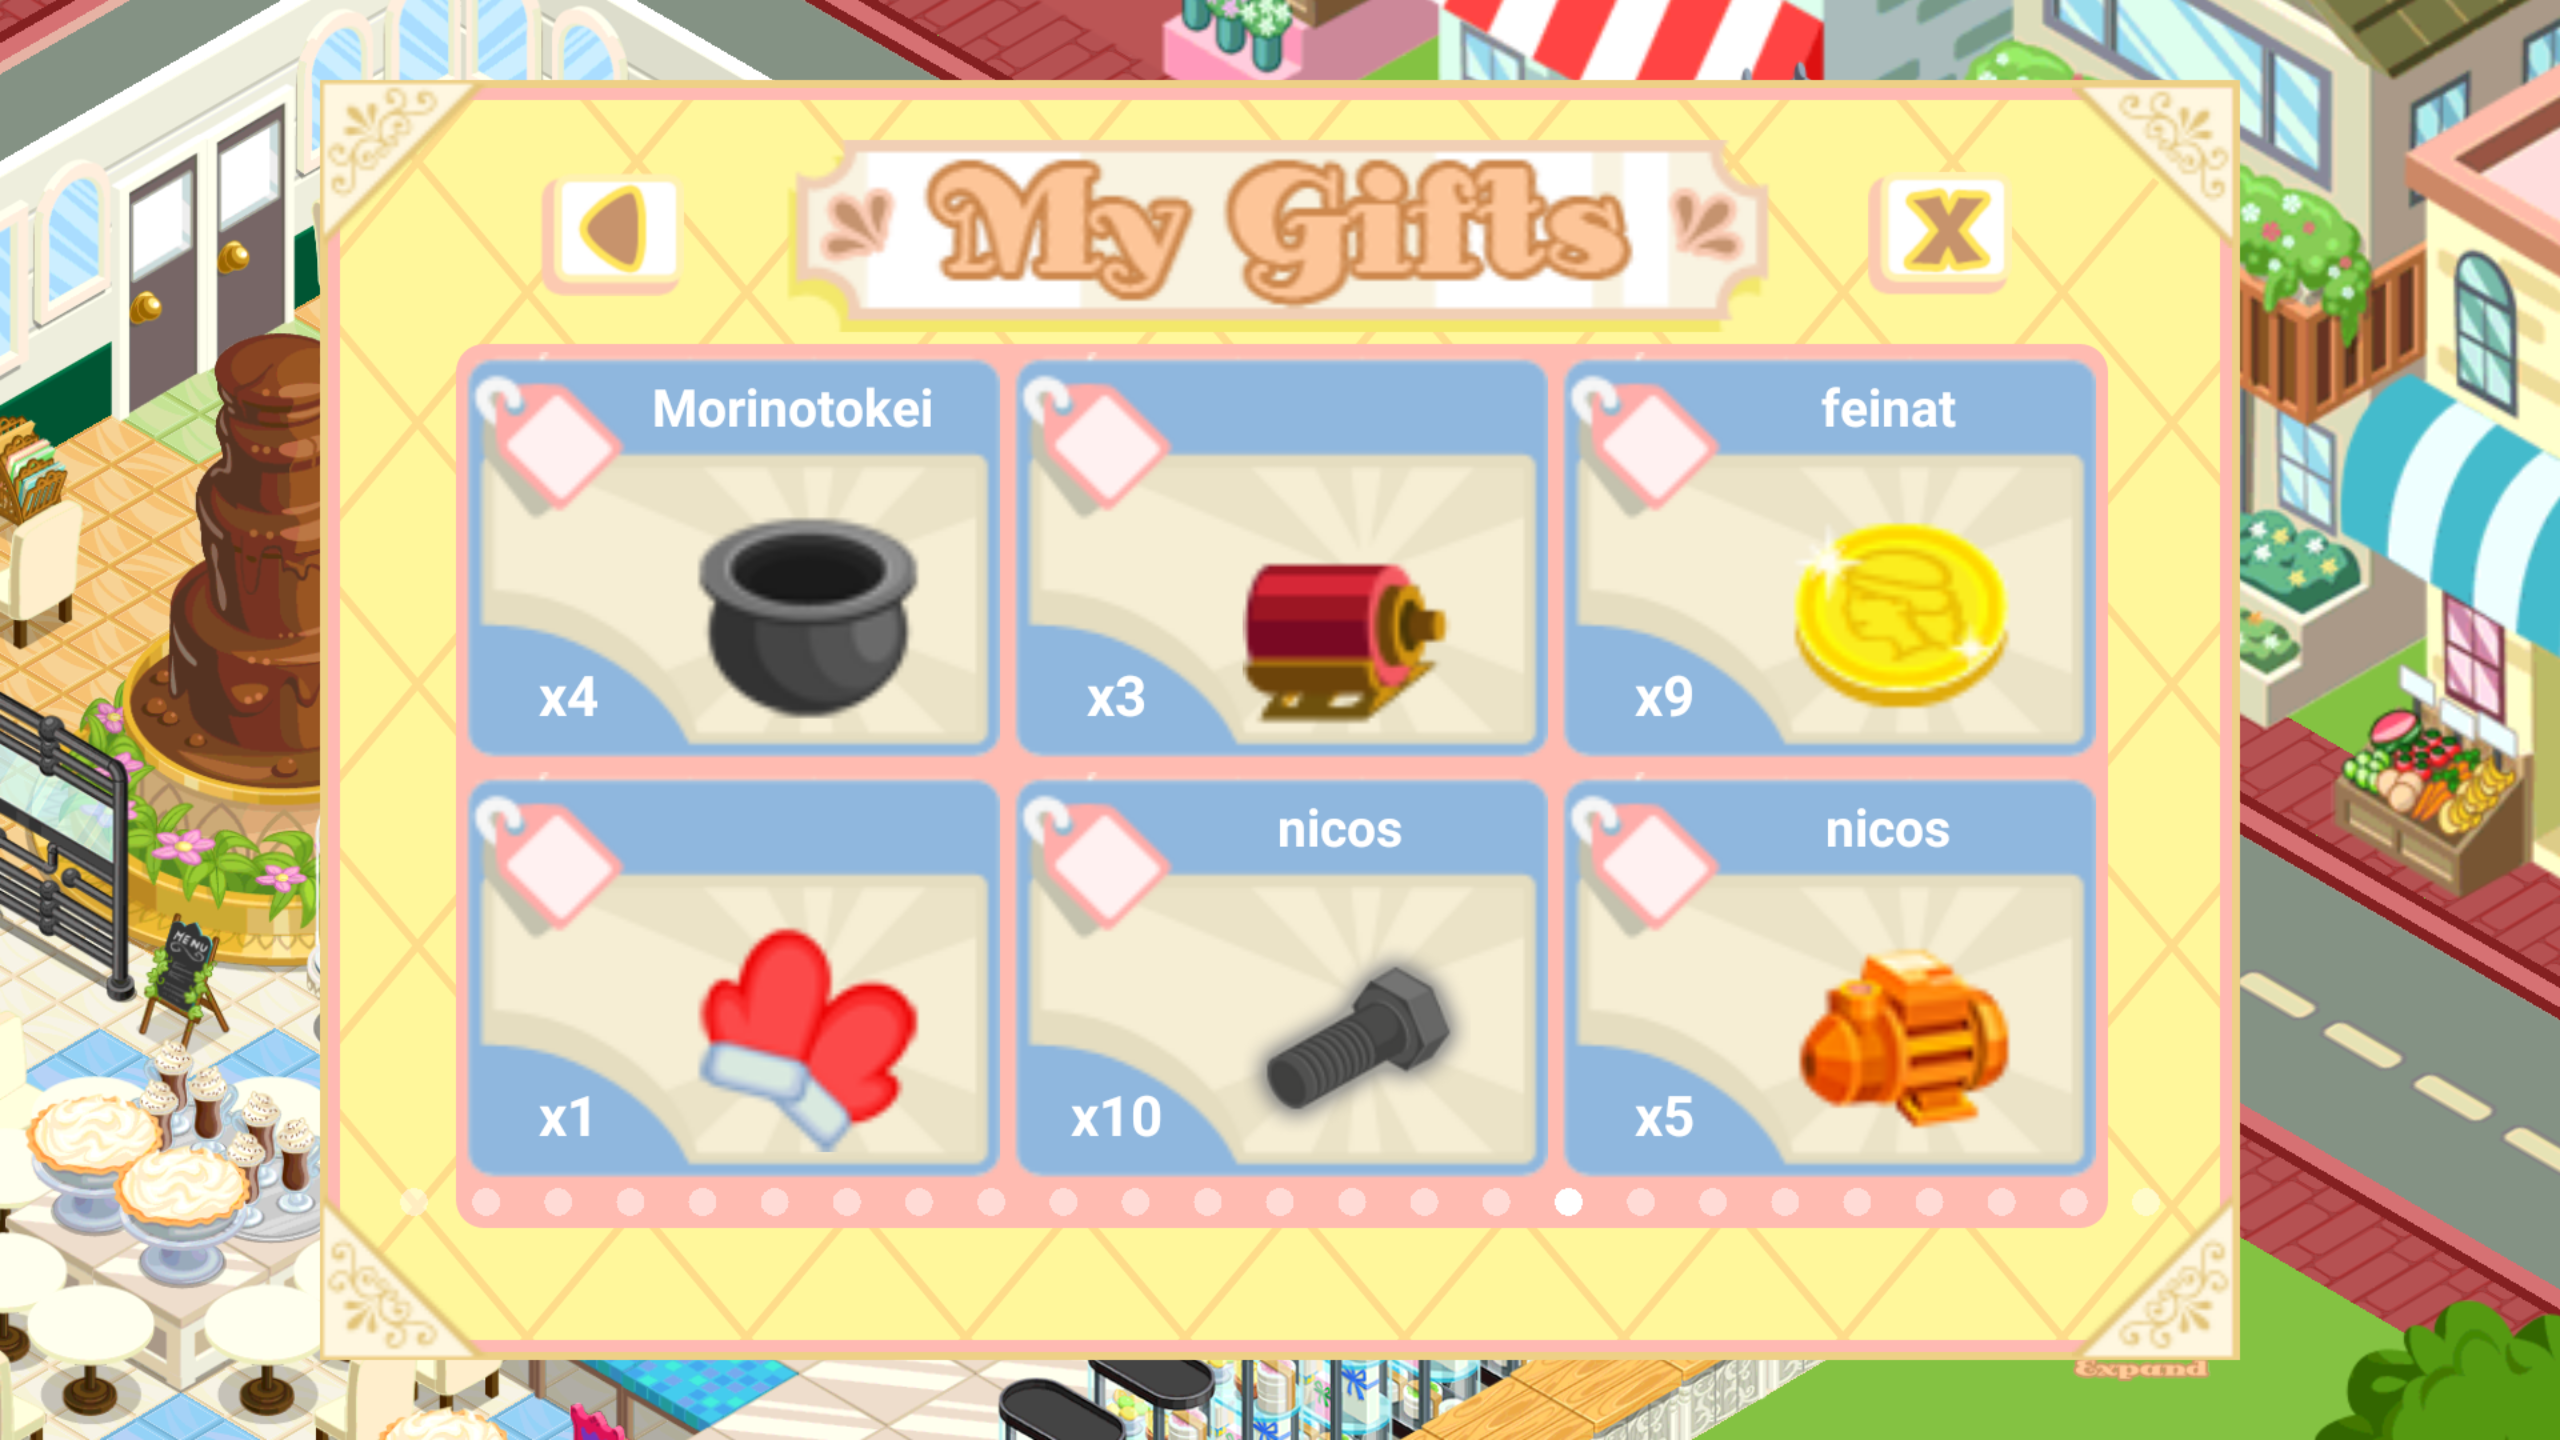 My Gifts
X
Morinotokei
feinat
x4
x3
x9
nicos
nicos
x1
x10
x5
MENU
Expand